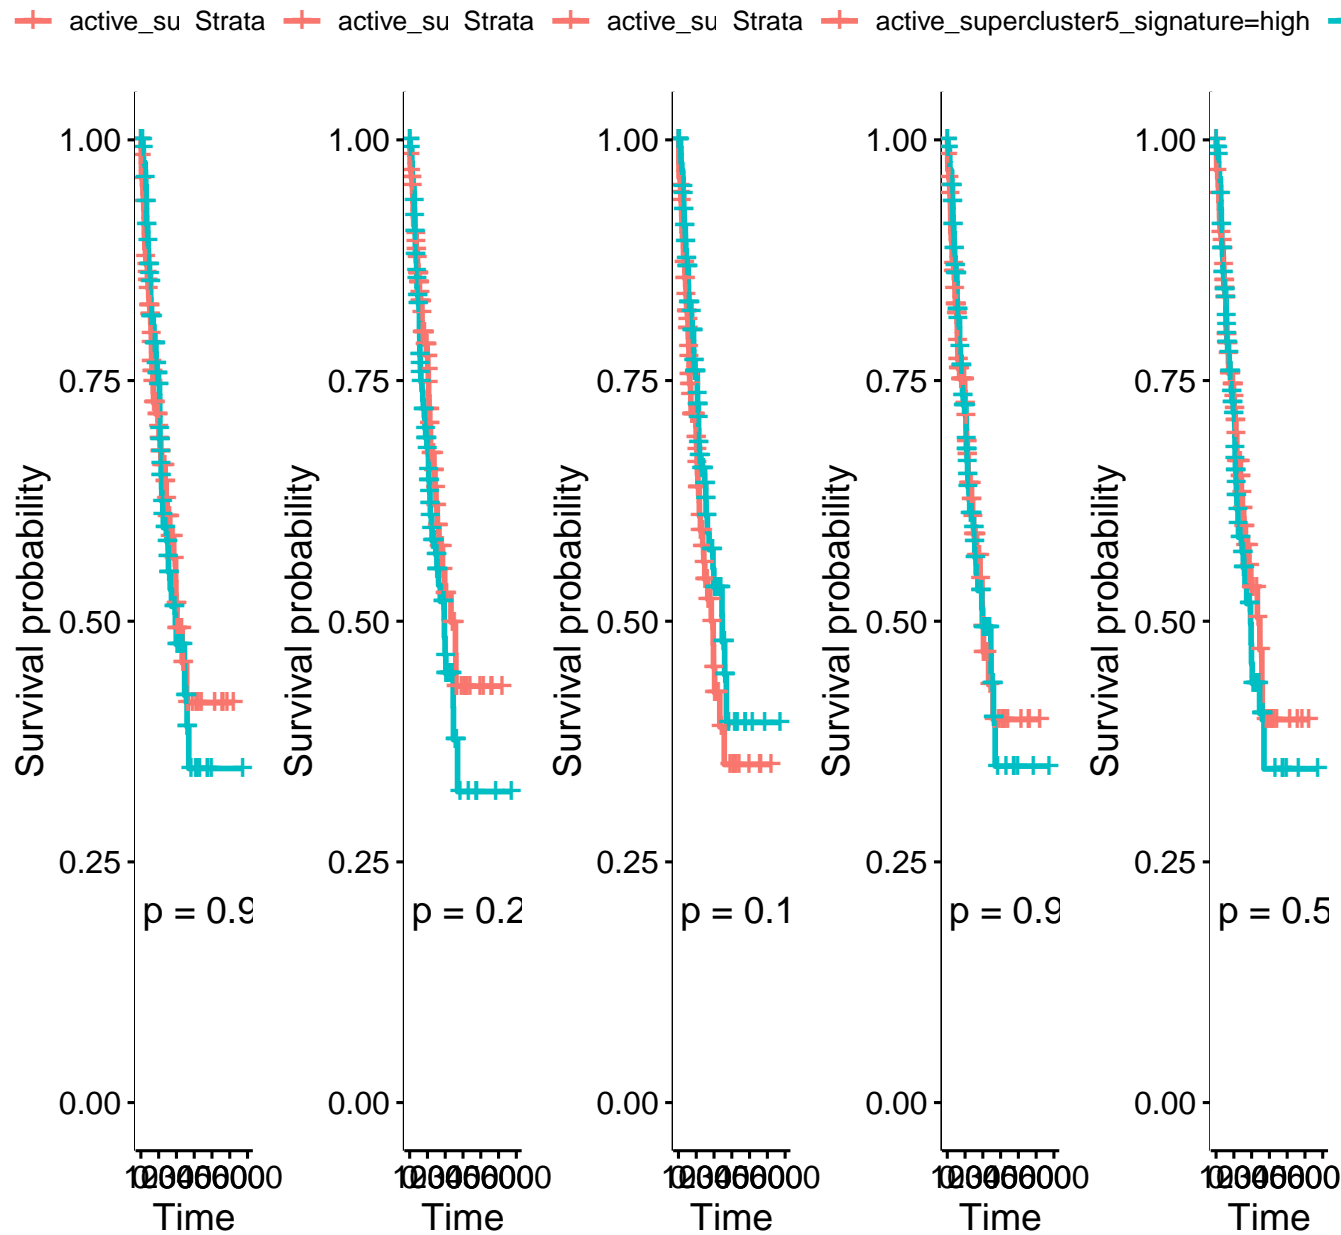 active_su Strata active_su Strata active_su Strata active_supercluster5_signature=high
1.00 1.00 1.00 1.00 1.00
0.75 0.75 0.75 0.75 0.75
Survival probability Survival probability Survival probability Survival probability Survival probability
0.50 0.50 0.50 0.50 0.50
0.25 0.25 0.25 0.25 0.25
p = 0.9 p = 0.2 p = 0.1 p = 0.9 p = 0.5
0.00 0.00 0.00 0.00 0.00
Time Time Time Time Time